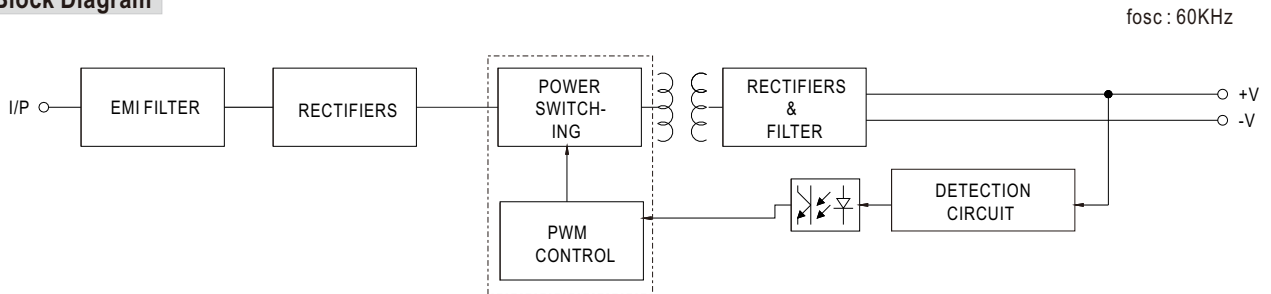 Block Diagram
fosc : 60KHz
I/P
EMI FILTER
RECTIFIERS
POWER
SWITCH-
ING
RECTIFIERS
&
FILTER
+V
-V
DETECTION
CIRCUIT
PWM
CONTROL